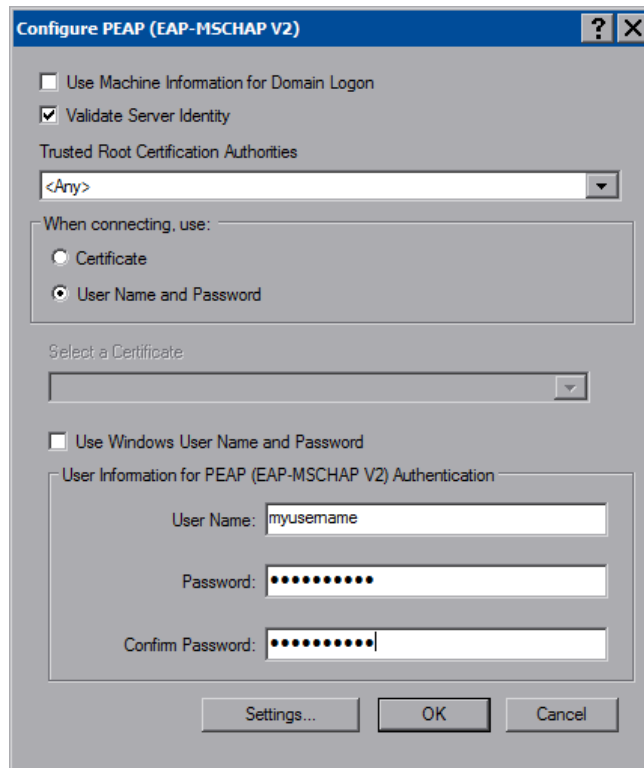 Configure PEAP (EAP-MSCHAP V2)
Use Machine Information for Domain Logon
Validate Server Identity
Trusted Root Certification Authorities
<Any>
When connecting, use:
Certificate
User Name and Password
Select a Certificate
Use Windows User Name and Password
User Information for PEAP (EAP-MSCHAP V2) Authentication
User Name: myusername
Password: ●●●●●●●●●●
Confirm Password: ●●●●●●●●●●
Settings... OK Cancel